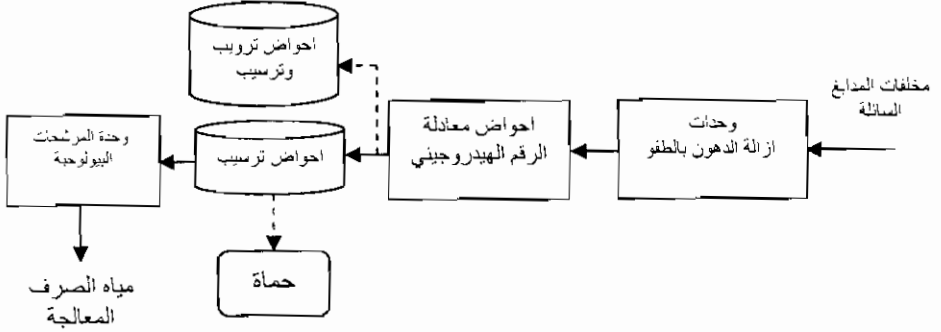 مخلفات المدابغ
السائلة
وحدات
ازالة الدهون بالطفو
احواض معادلة
الرقم الهيدروجيني
احواض ترويب
وترسيب
احواض ترسيب
حماة
وحدة المرشحات
البيولوجية
مياه الصرف
المعالجة